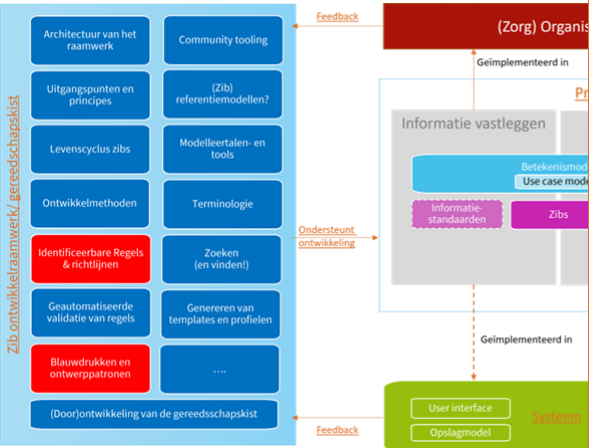 Zib ontwikkelraamwerk/ gereedschapskist
Architectuur van het
raamwerk
Community tooling
Uitgangspunten en
principes
(Zib)
referentiemodellen?
Levenscyclus zibs
Modelleertalen- en
tools
Ontwikkelmethoden
Terminologie
Identificeerbare Regels
& richtlijnen
Zoeken
(en vinden!)
Geautomatiseerde
validatie van regels
Genereren van
templates en profielen
Blauwdrukken en
ontwerppatronen
....
(Door)ontwikkeling van de gereedsschapskist
Feedback
Ondersteunt
ontwikkeling
Feedback
(Zorg) Organis
Geïmplementeerd in
Pr
Informatie vastleggen
Betekenismod
Use case mode
Informatie-
standaarden
Zibs
Geïmplementeerd in
User interface
Opslagmodel
Systeem